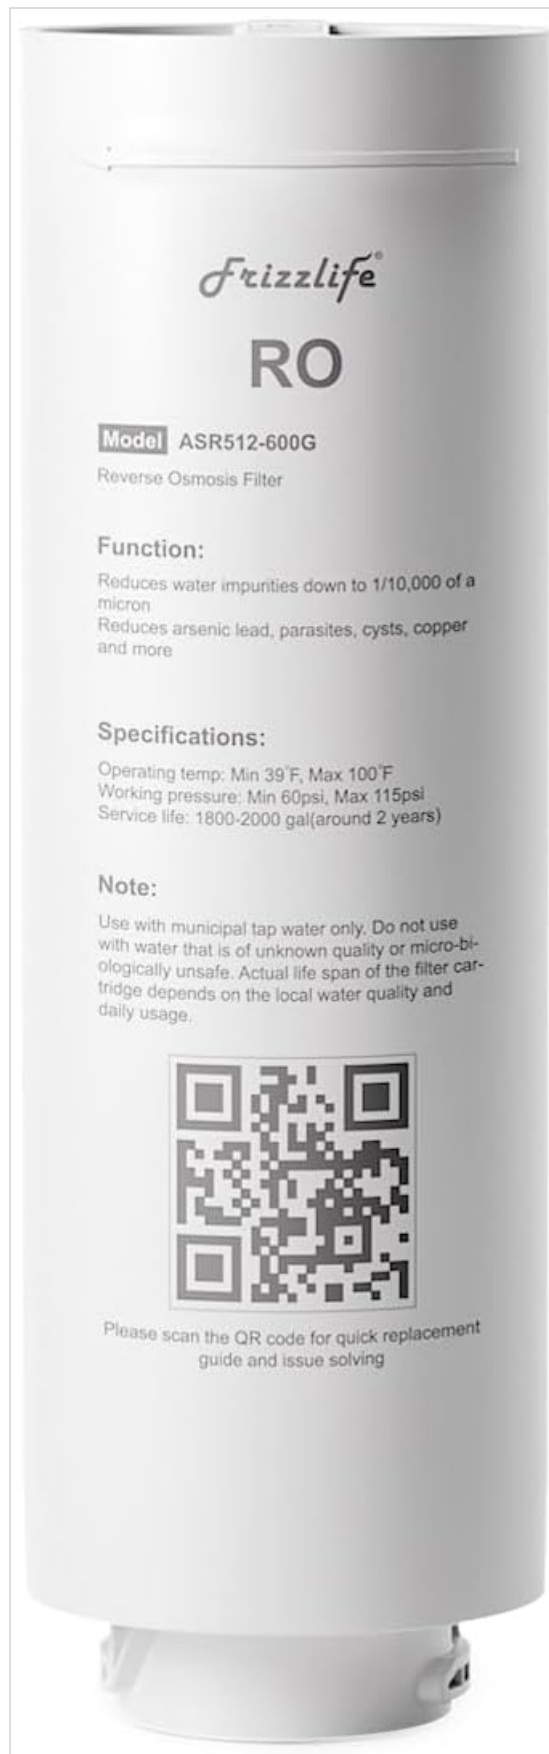 Frizzlife®
RO
Model ASR512-600G
Reverse Osmosis Filter
Function:
Reduces water impurities down to 1/10,000 of a
micron
Reduces arsenic lead, parasites, cysts, copper
and more
Specifications:
Operating temp: Min 39°F, Max 100°F
Working pressure: Min 60psi, Max 115psi
Service life: 1800-2000 gal(around 2 years)
Note:
Use with municipal tap water only. Do not use
with water that is of unknown quality or micro-bi-
ologically unsafe. Actual life span of the filter car-
tridge depends on the local water quality and
daily usage.
Please scan the QR code for quick replacement
guide and issue solving